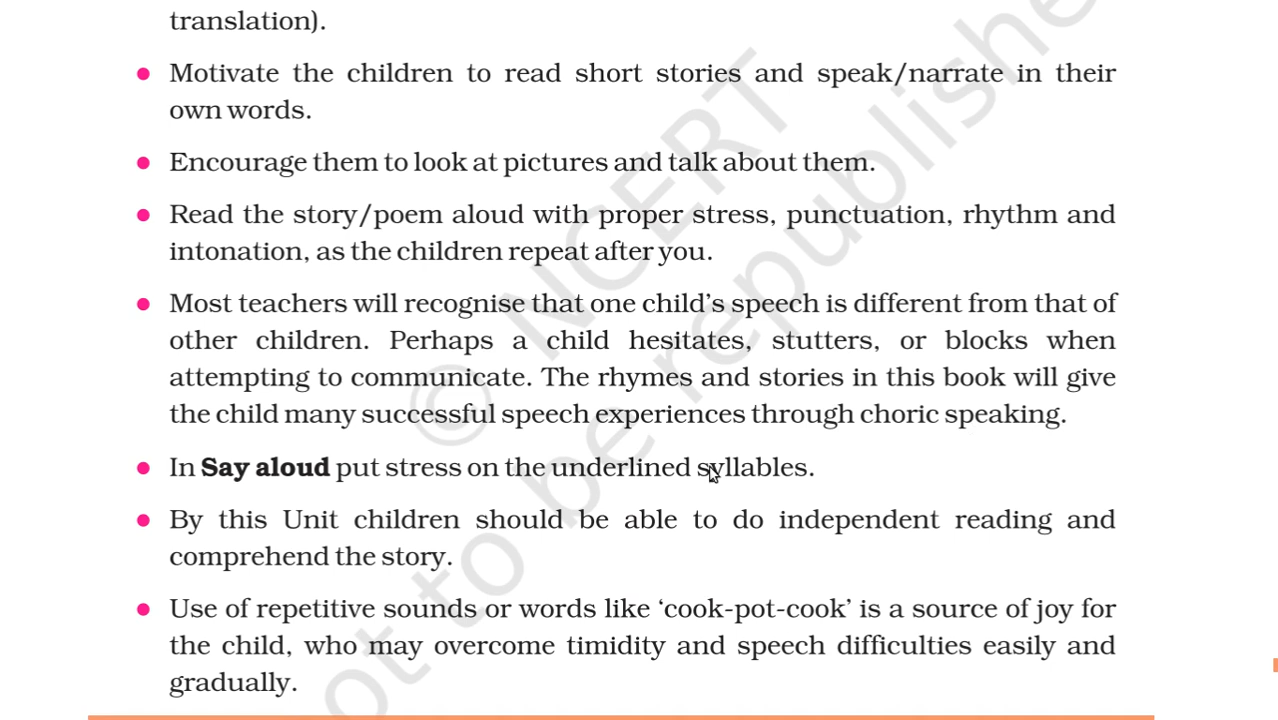 translation).
● Motivate the children to read short stories and speak/narrate in their
own words.
● Encourage them to look at pictures and talk about them.
● Read the story/poem aloud with proper stress, punctuation, rhythm and
intonation, as the children repeat after you.
● Most teachers will recognise that one child's speech is different from that of
other children. Perhaps a child hesitates, stutters, or blocks when
attempting to communicate. The rhymes and stories in this book will give
the child many successful speech experiences through choric speaking.
● In Say aloud put stress on the underlined syllables.
● By this Unit children should be able to do independent reading and
comprehend the story.
● Use of repetitive sounds or words like ‘cook-pot-cook’ is a source of joy for
the child, who may overcome timidity and speech difficulties easily and
gradually.
© NCERT
not to be republished